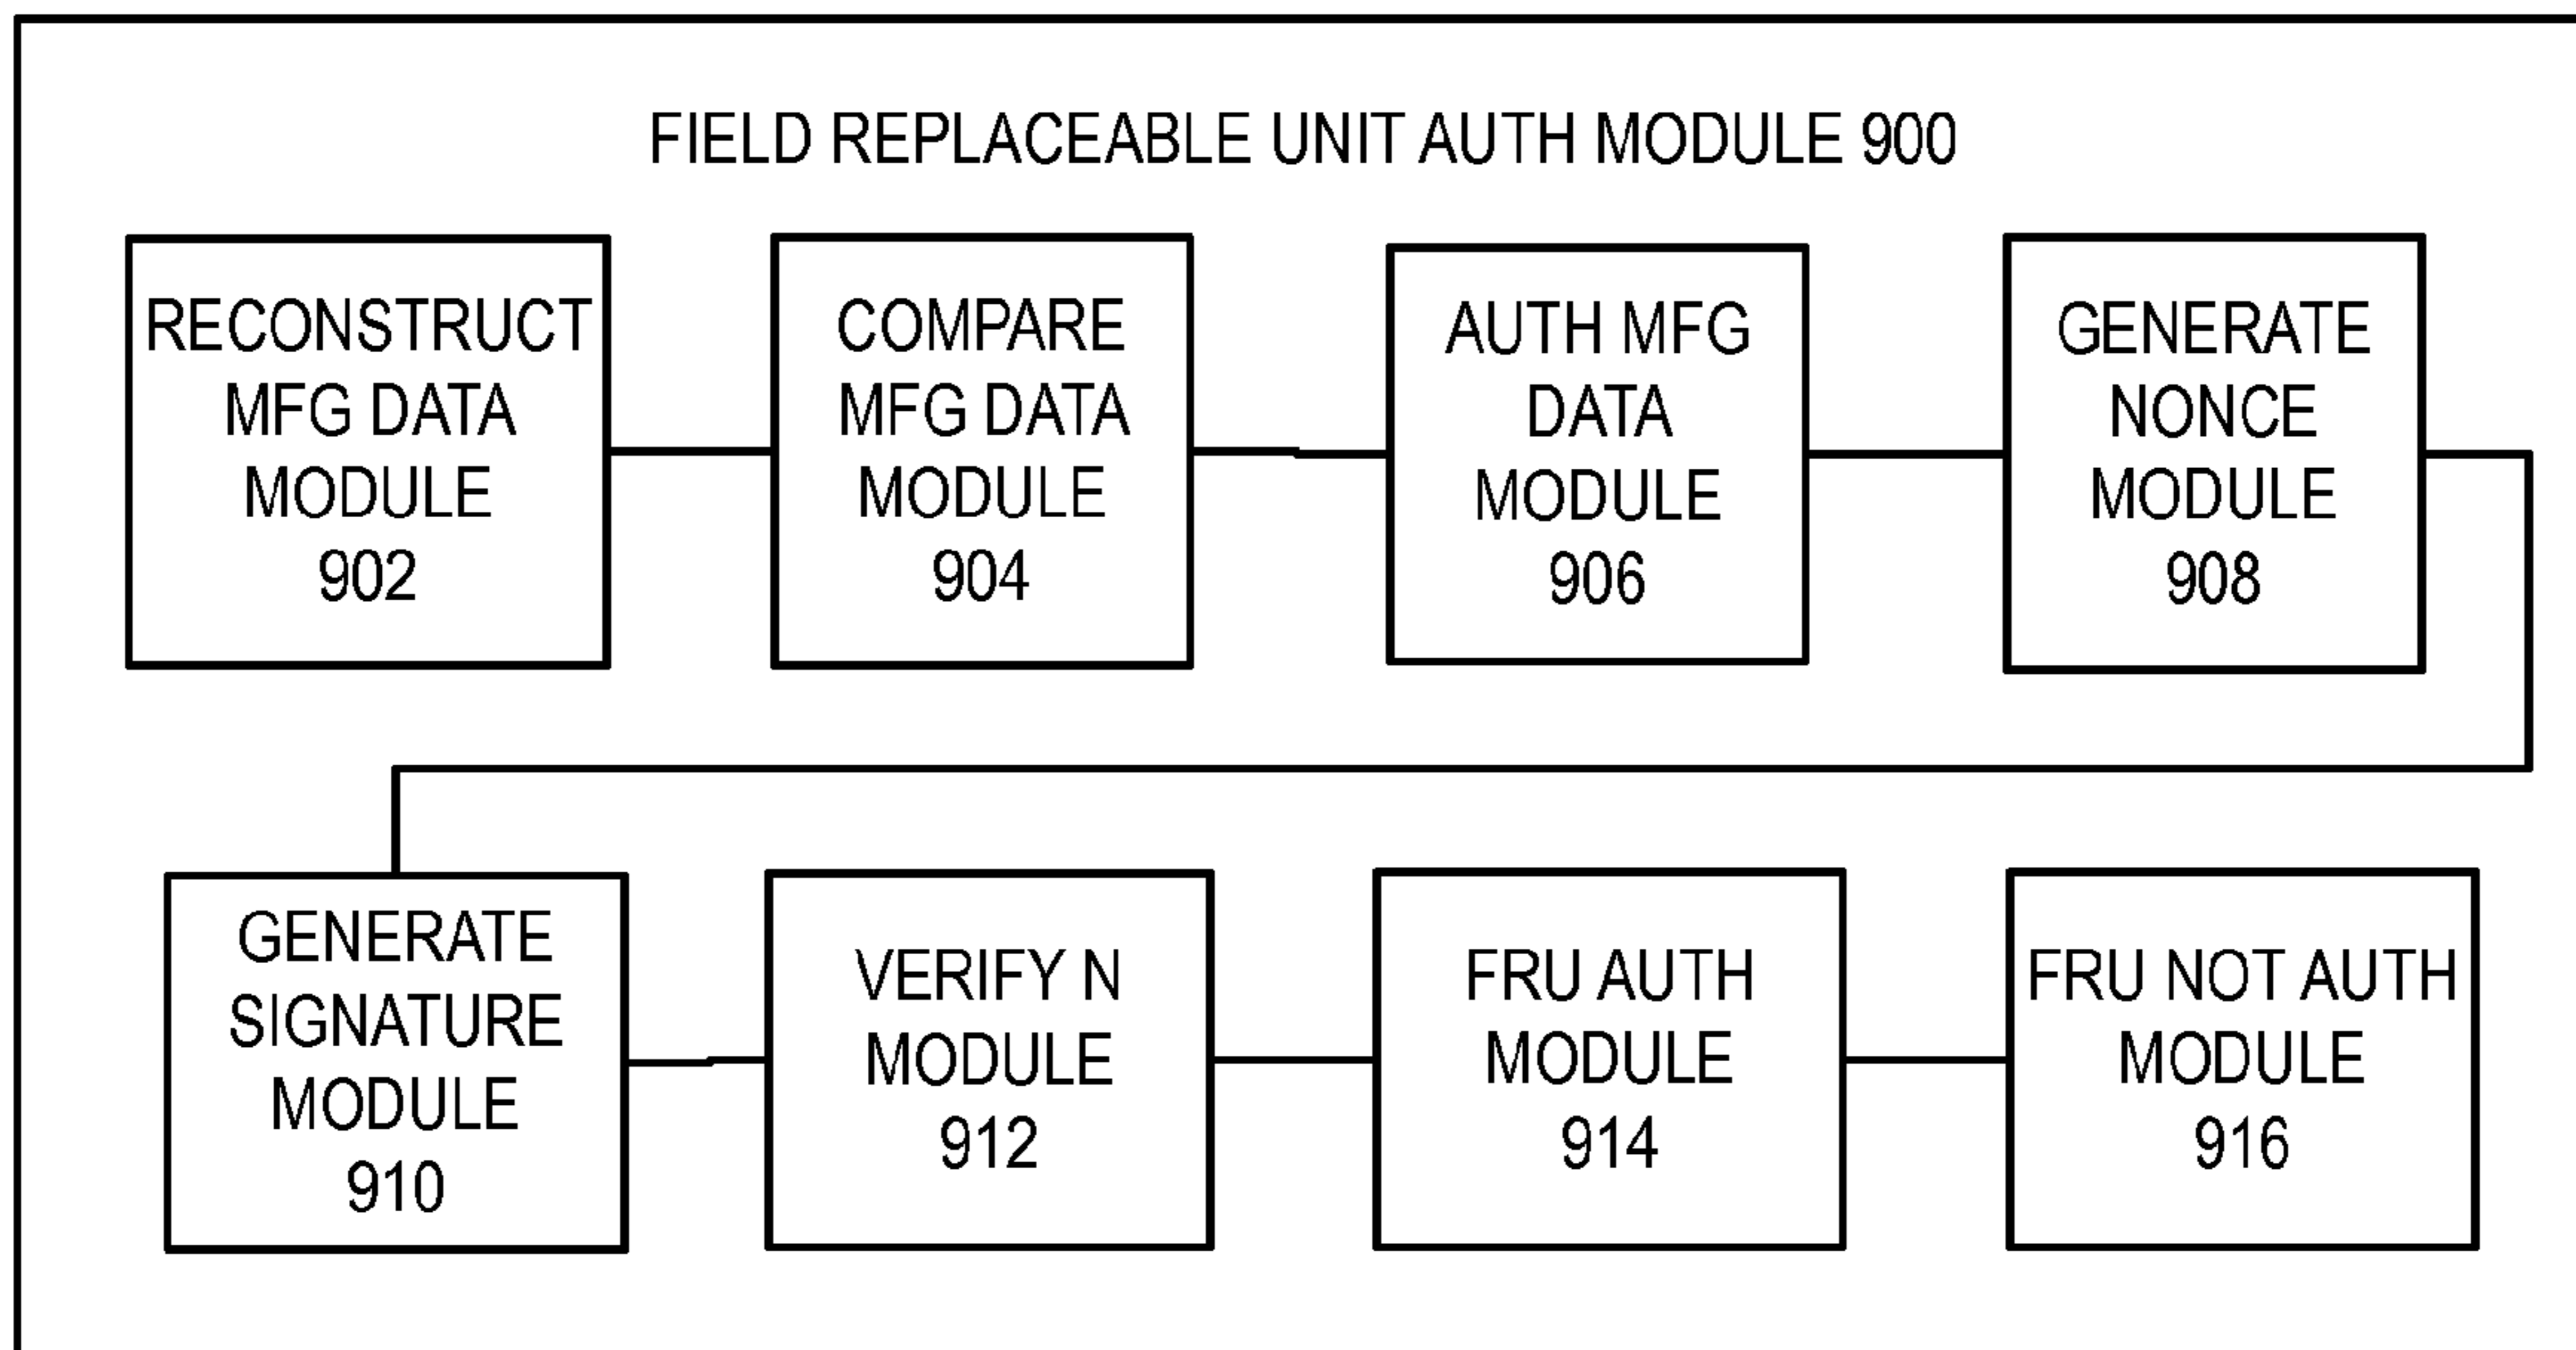 FIELD REPLACEABLE UNIT AUTH MODULE 900
RECONSTRUCT
MFG DATA
MODULE
902
COMPARE
MFG DATA
MODULE
904
AUTH MFG
DATA
MODULE
906
GENERATE
NONCE
MODULE
908
GENERATE
SIGNATURE
MODULE
910
VERIFY N
MODULE
912
FRU AUTH
MODULE
914
FRU NOT AUTH
MODULE
916